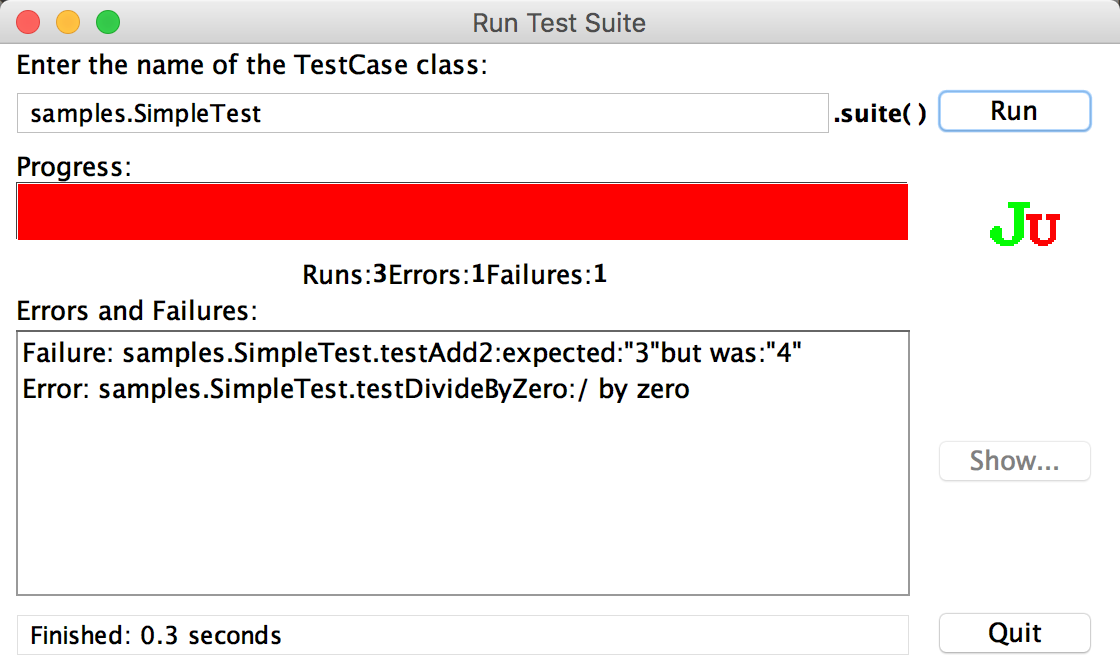 Run Test Suite
Enter the name of the TestCase class:
samples.SimpleTest .suite( ) Run
Progress:
JU
Runs:3Errors:1Failures:1
Errors and Failures:
Failure: samples.SimpleTest.testAdd2:expected:"3"but was:"4"
Error: samples.SimpleTest.testDivideByZero:/ by zero
Show...
Finished: 0.3 seconds Quit